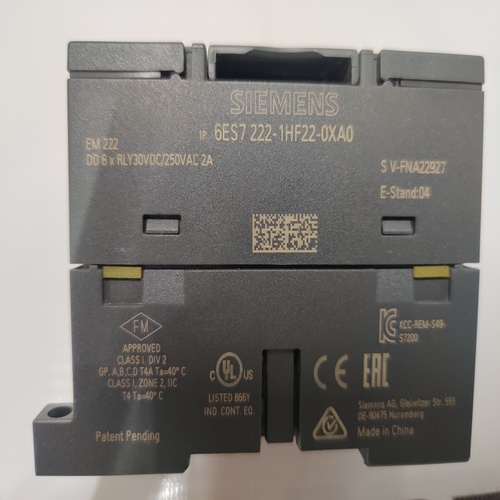 SIEMENS
1P 6ES7 222-1HF22-0XA0
EM 222
DO 8 x RLY30VDC/250VAC 2A
S V-FNA22927
E-Stand:04
FM
APPROVED
CLASS I, DIV 2
GP. A,B,C,D T4A Ta=40° C
CLASS I, ZONE 2, IIC
T4 Ta=40° C
Patent Pending
C UL US
LISTED 866Y
IND. CONT. EQ.
CE EAC
KCC-REM-S49-
S7200
Siemens AG, Gleiwitzer Str. 555
DE-90475 Nuremberg
Made in China